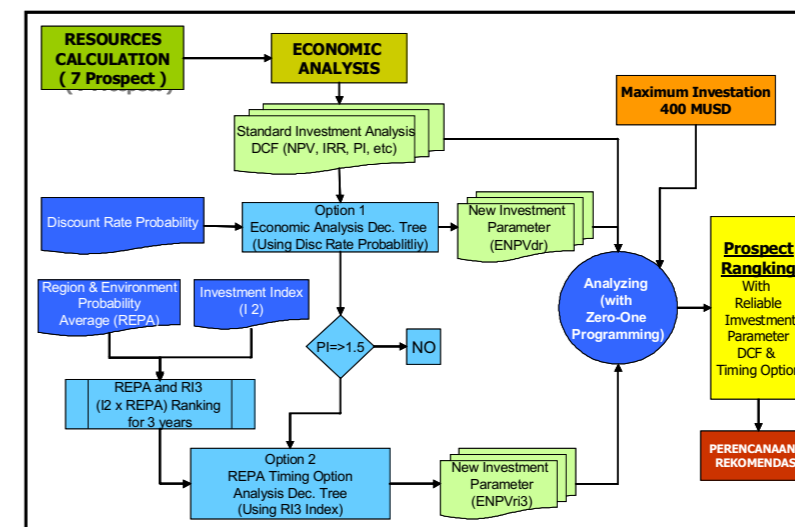 RESOURCES
CALCULATION
( 7 Prospect )
ECONOMIC
ANALYSIS
Maximum Investation
400 MUSD
Standard Investment Analysis
DCF (NPV, IRR, PI, etc)
Discount Rate Probability
Option 1
Economic Analysis Dec. Tree
(Using Disc Rate Probablitliy)
New Investment
Parameter
(ENPVdr)
Region & Environment
Probability
Average (REPA)
Investment Index
(I 2)
PI=>1.5
NO
Analyzing
(with
Zero-One
Programming)
Prospect
Rangking
With
Reliable
Imvestment
Parameter
DCF &
Timing Option
REPA and RI3
(I2 x REPA) Ranking
for 3 years
Option 2
REPA Timing Option
Analysis Dec. Tree
(Using RI3 Index)
New Investment
Parameter
(ENPVri3)
PERENCANAAN
REKOMENDAS